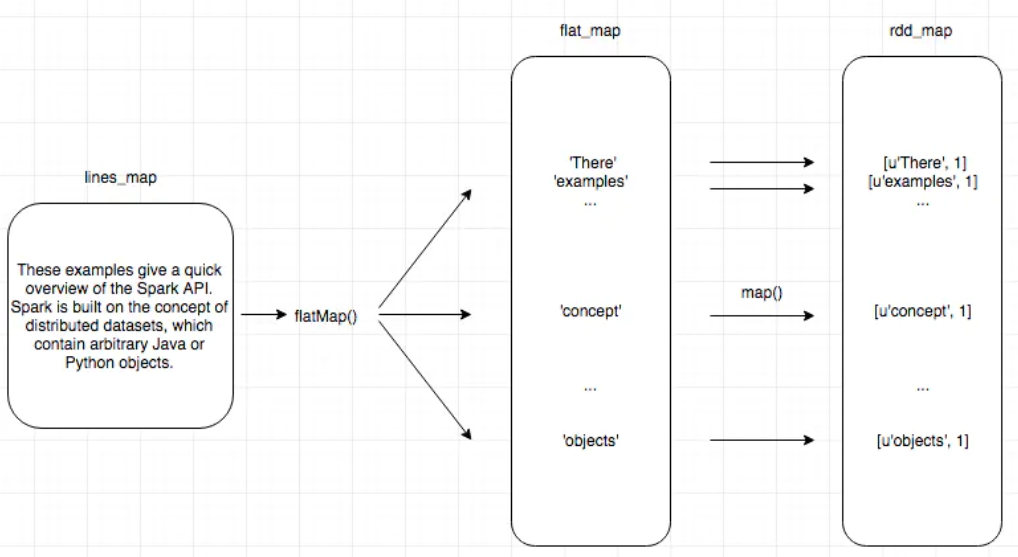 lines_map
These examples give a quick
overview of the Spark API.
Spark is built on the concept of
distributed datasets, which
contain arbitrary Java or
Python objects.
flatMap()
flat_map
'There'
'examples'
...
'concept'
...
'objects'
map()
rdd_map
[u'There', 1]
[u'examples', 1]
...
[u'concept', 1]
...
[u'objects', 1]